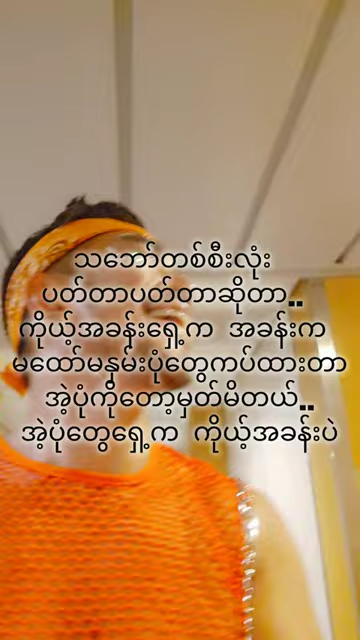 သဘော်တစ်စီးလုံး
ပတ်တာပတ်တာဆိုတာ..
ကိုယ့်အခန်းရှေ့က အခန်းက
မထော်မနှမ်းပုံတွေကပ်ထားတာ
အဲ့ပုံကိုတော့မှတ်မိတယ်..
အဲ့ပုံတွေရှေ့က ကိုယ့်အခန်းပဲ